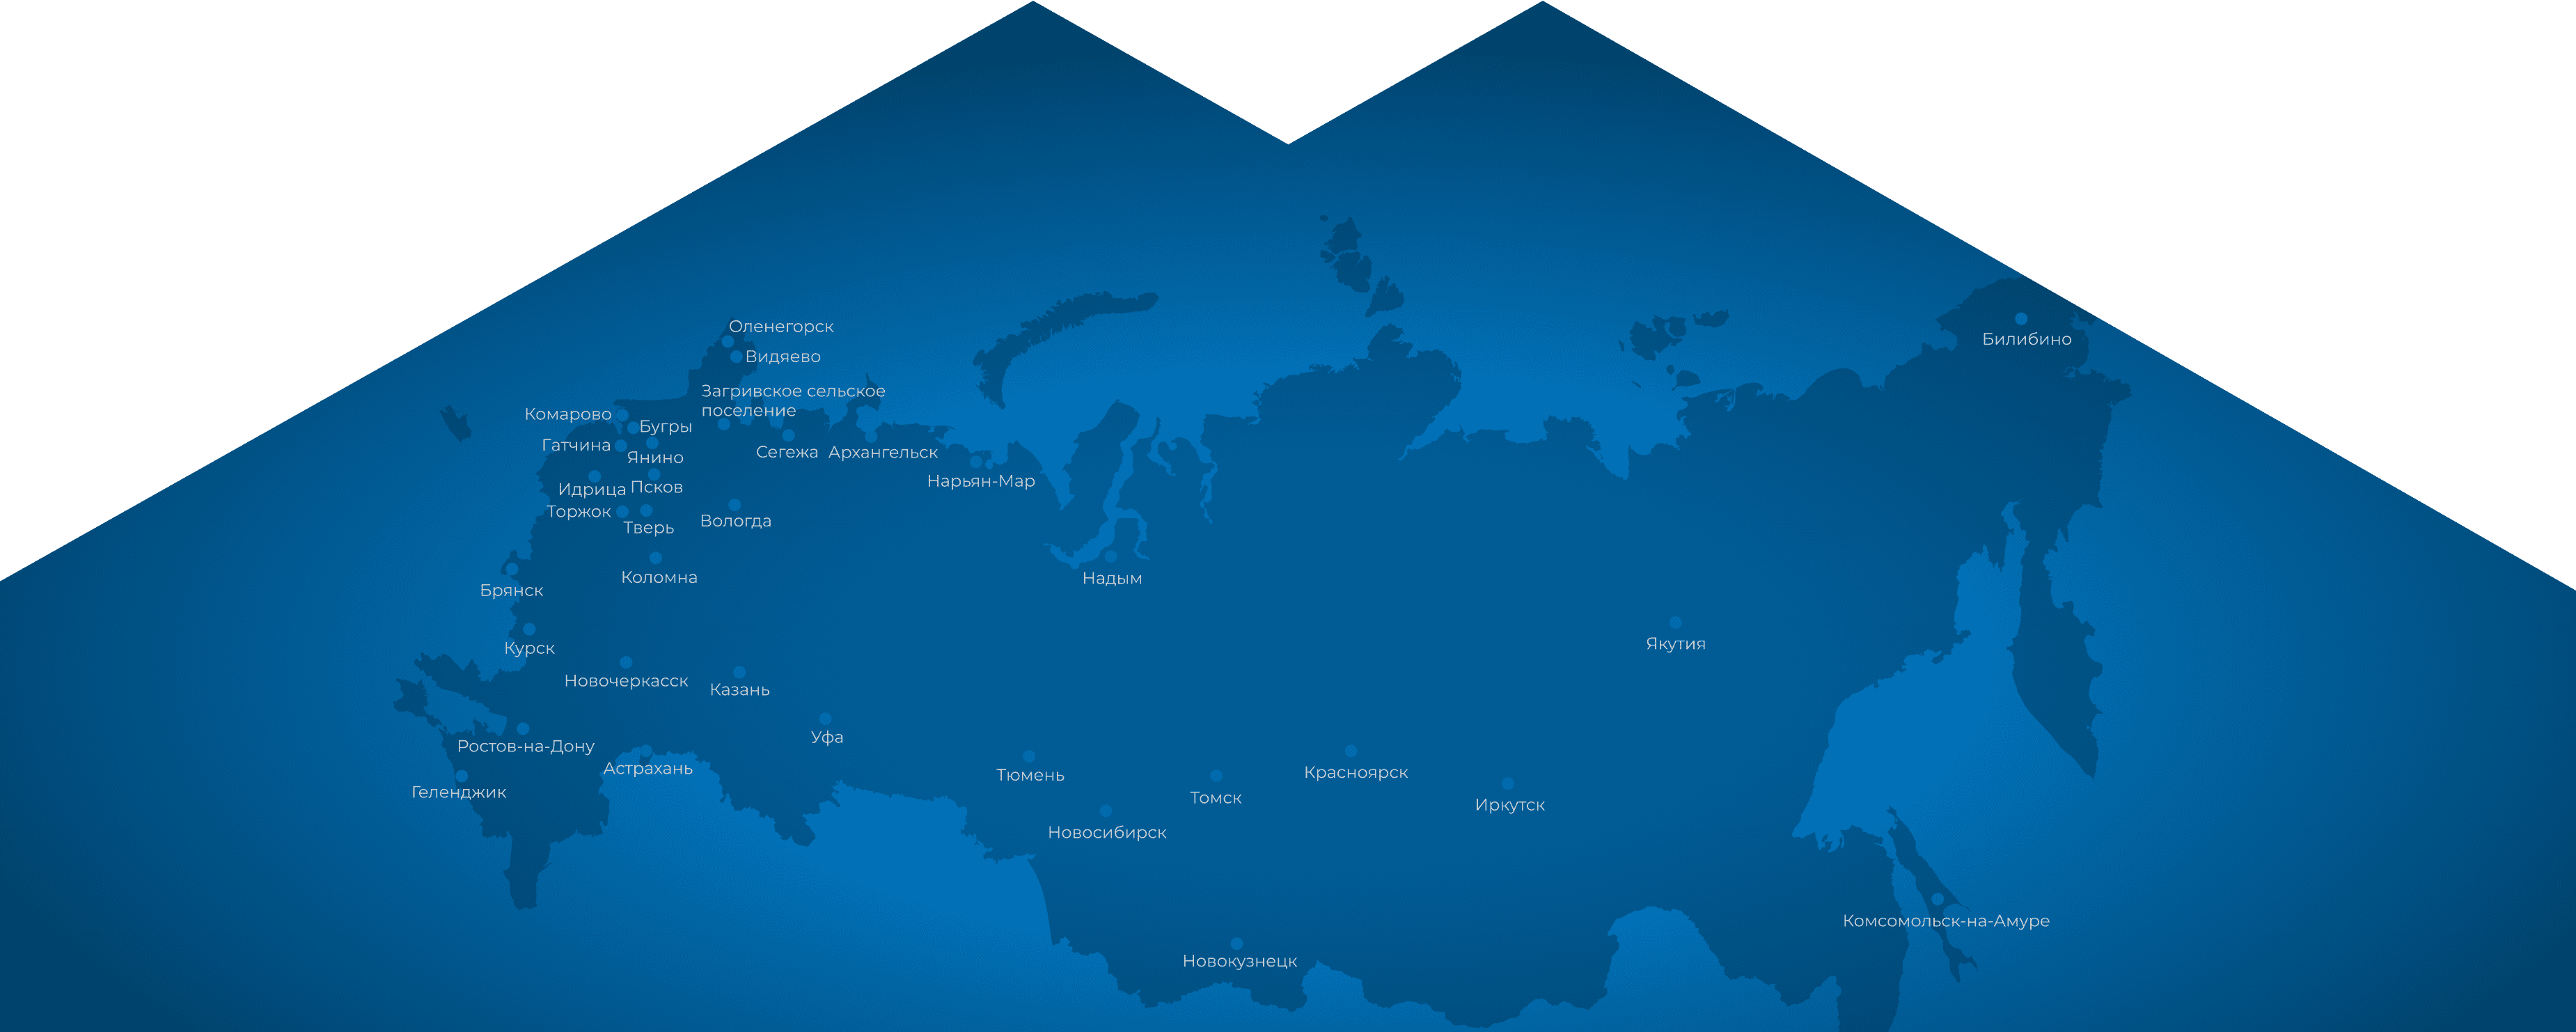 Оленегорск
Билибино
Видяево
Загривское сельское
поселение
Комарово
Бугры
Гатчина
Янино
Сегежа
Архангельск
Нарьян-Мар
Идрица
Псков
Торжок
Тверь
Вологда
Коломна
Надым
Брянск
Курск
Якутия
Новочеркасск
Казань
Уфа
Ростов-на-Дону
Астрахань
Тюмень
Красноярск
Геленджик
Томск
Иркутск
Новосибирск
Комсомольск-на-Амуре
Новокузнецк